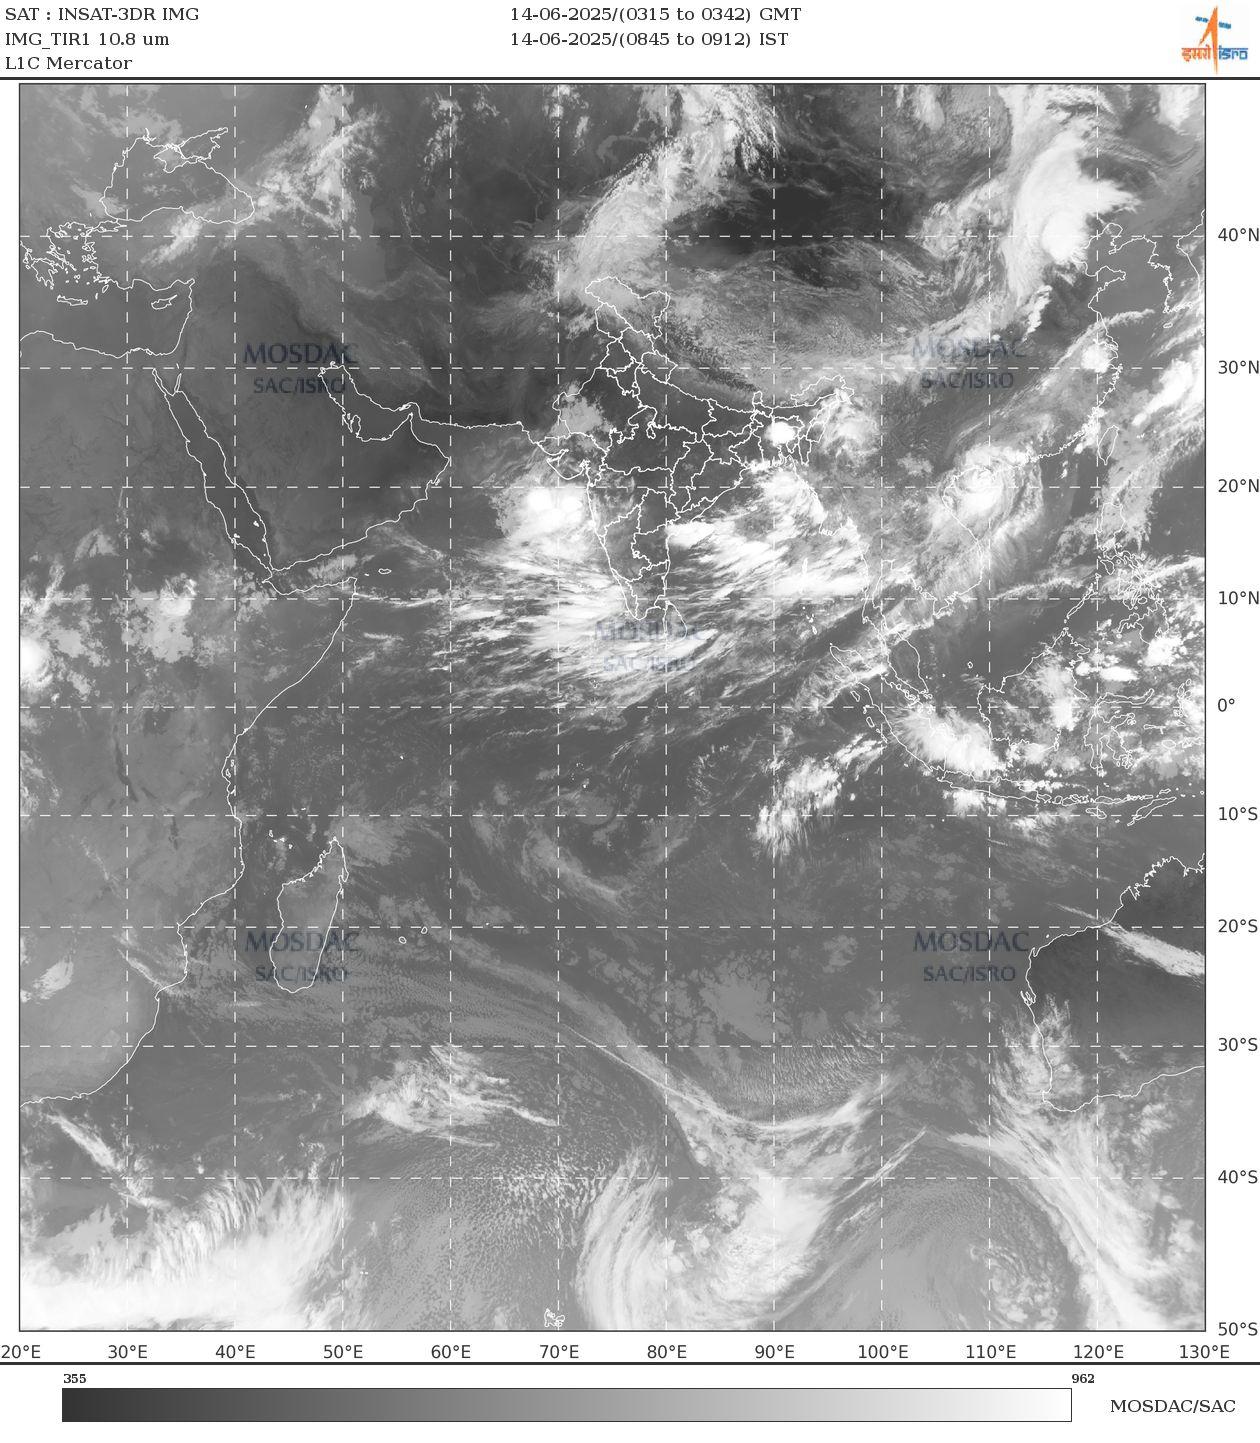 SAT : INSAT-3DR IMG
14-06-2025/(0315 to 0342) GMT
IMG_TIR1 10.8 um
14-06-2025/(0845 to 0912) IST
L1C Mercator
इसरो isro
MOSDAC
SAC/ISRO
MOSDAC
SAC/ISRO
MOSDAC
SAC/ISRO
MOSDAC
SAC/ISRO
MOSDAC
SAC/ISRO
40°N
30°N
20°N
10°N
0°
10°S
20°S
30°S
40°S
50°S
20°E 30°E 40°E 50°E 60°E 70°E 80°E 90°E 100°E 110°E 120°E 130°E
355
962
MOSDAC/SAC